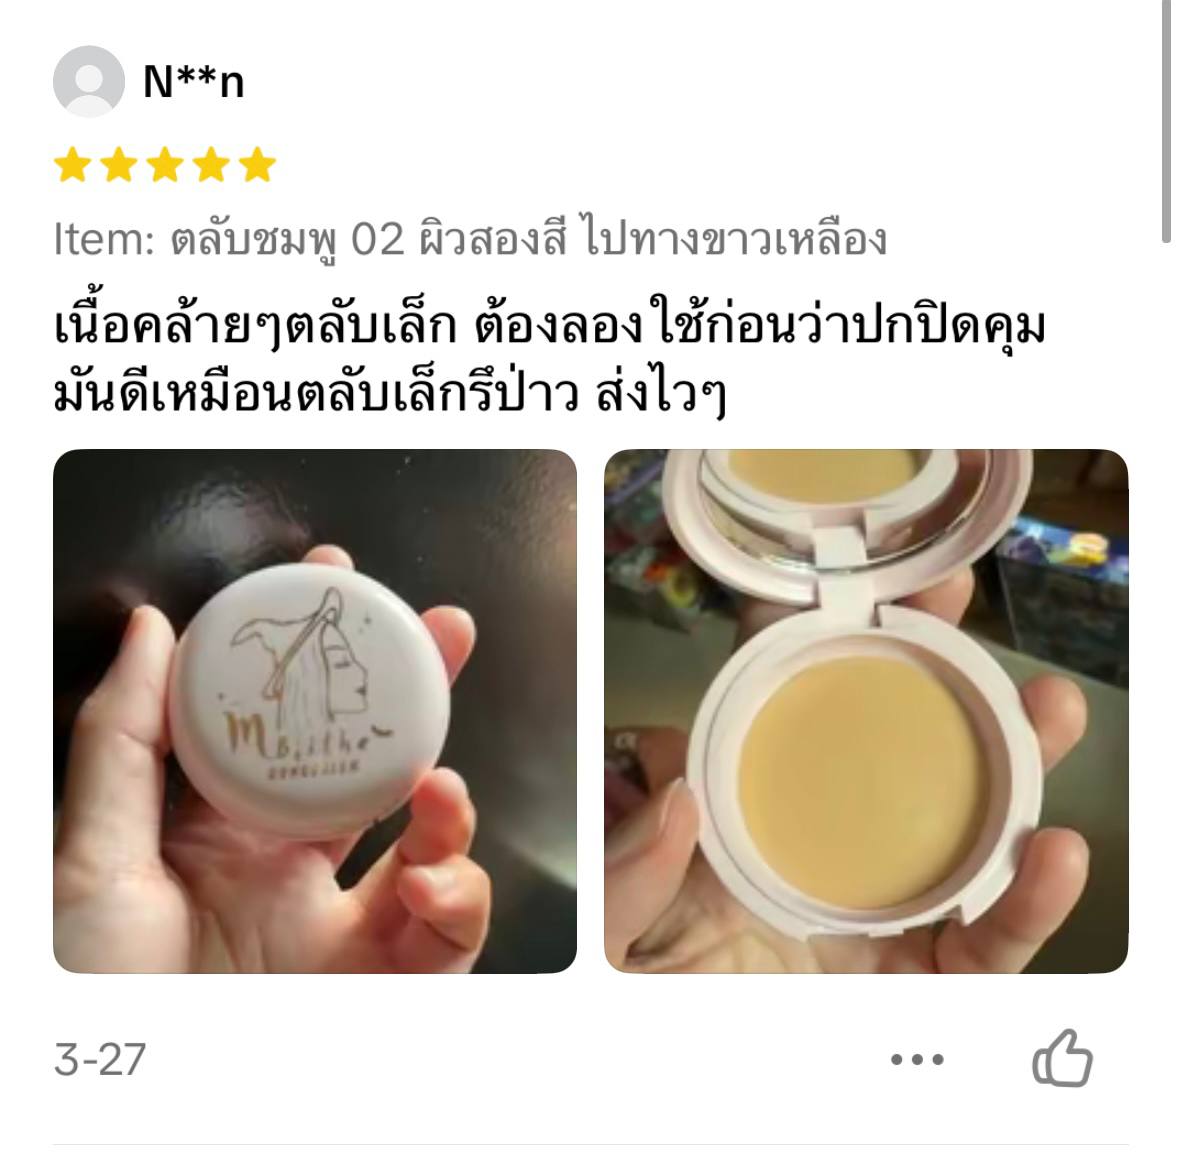 N**n
Item: ตลับชมพู 02 ผิวสองสี ไปทางขาวเหลือง
เนื้อคล้ายๆตลับเล็ก ต้องลองใช้ก่อนว่าปกปิดคุม
มันดีเหมือนตลับเล็กรึป่าว ส่งไวๆ
3-27